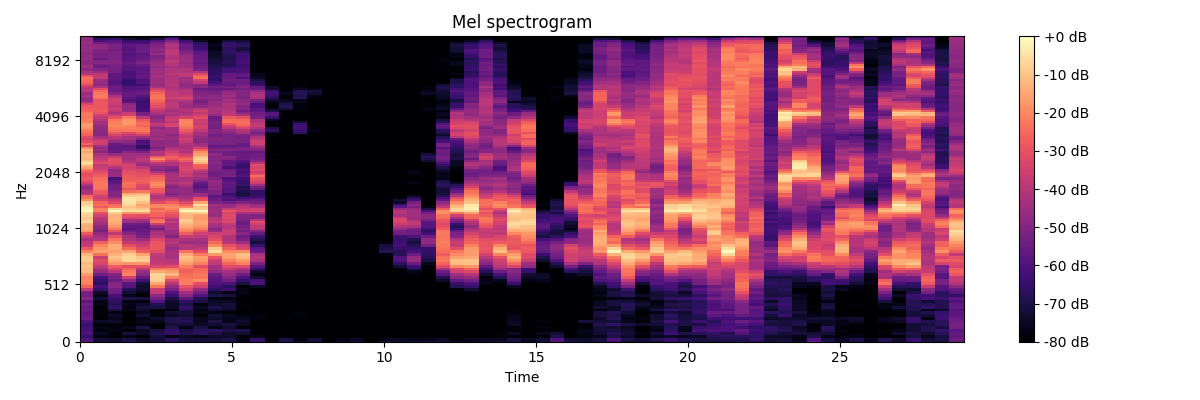 Mel spectrogram
8192
4096
2048
1024
512
0
Hz
0 5 10 15 20 25
Time
+0 dB
-10 dB
-20 dB
-30 dB
-40 dB
-50 dB
-60 dB
-70 dB
-80 dB